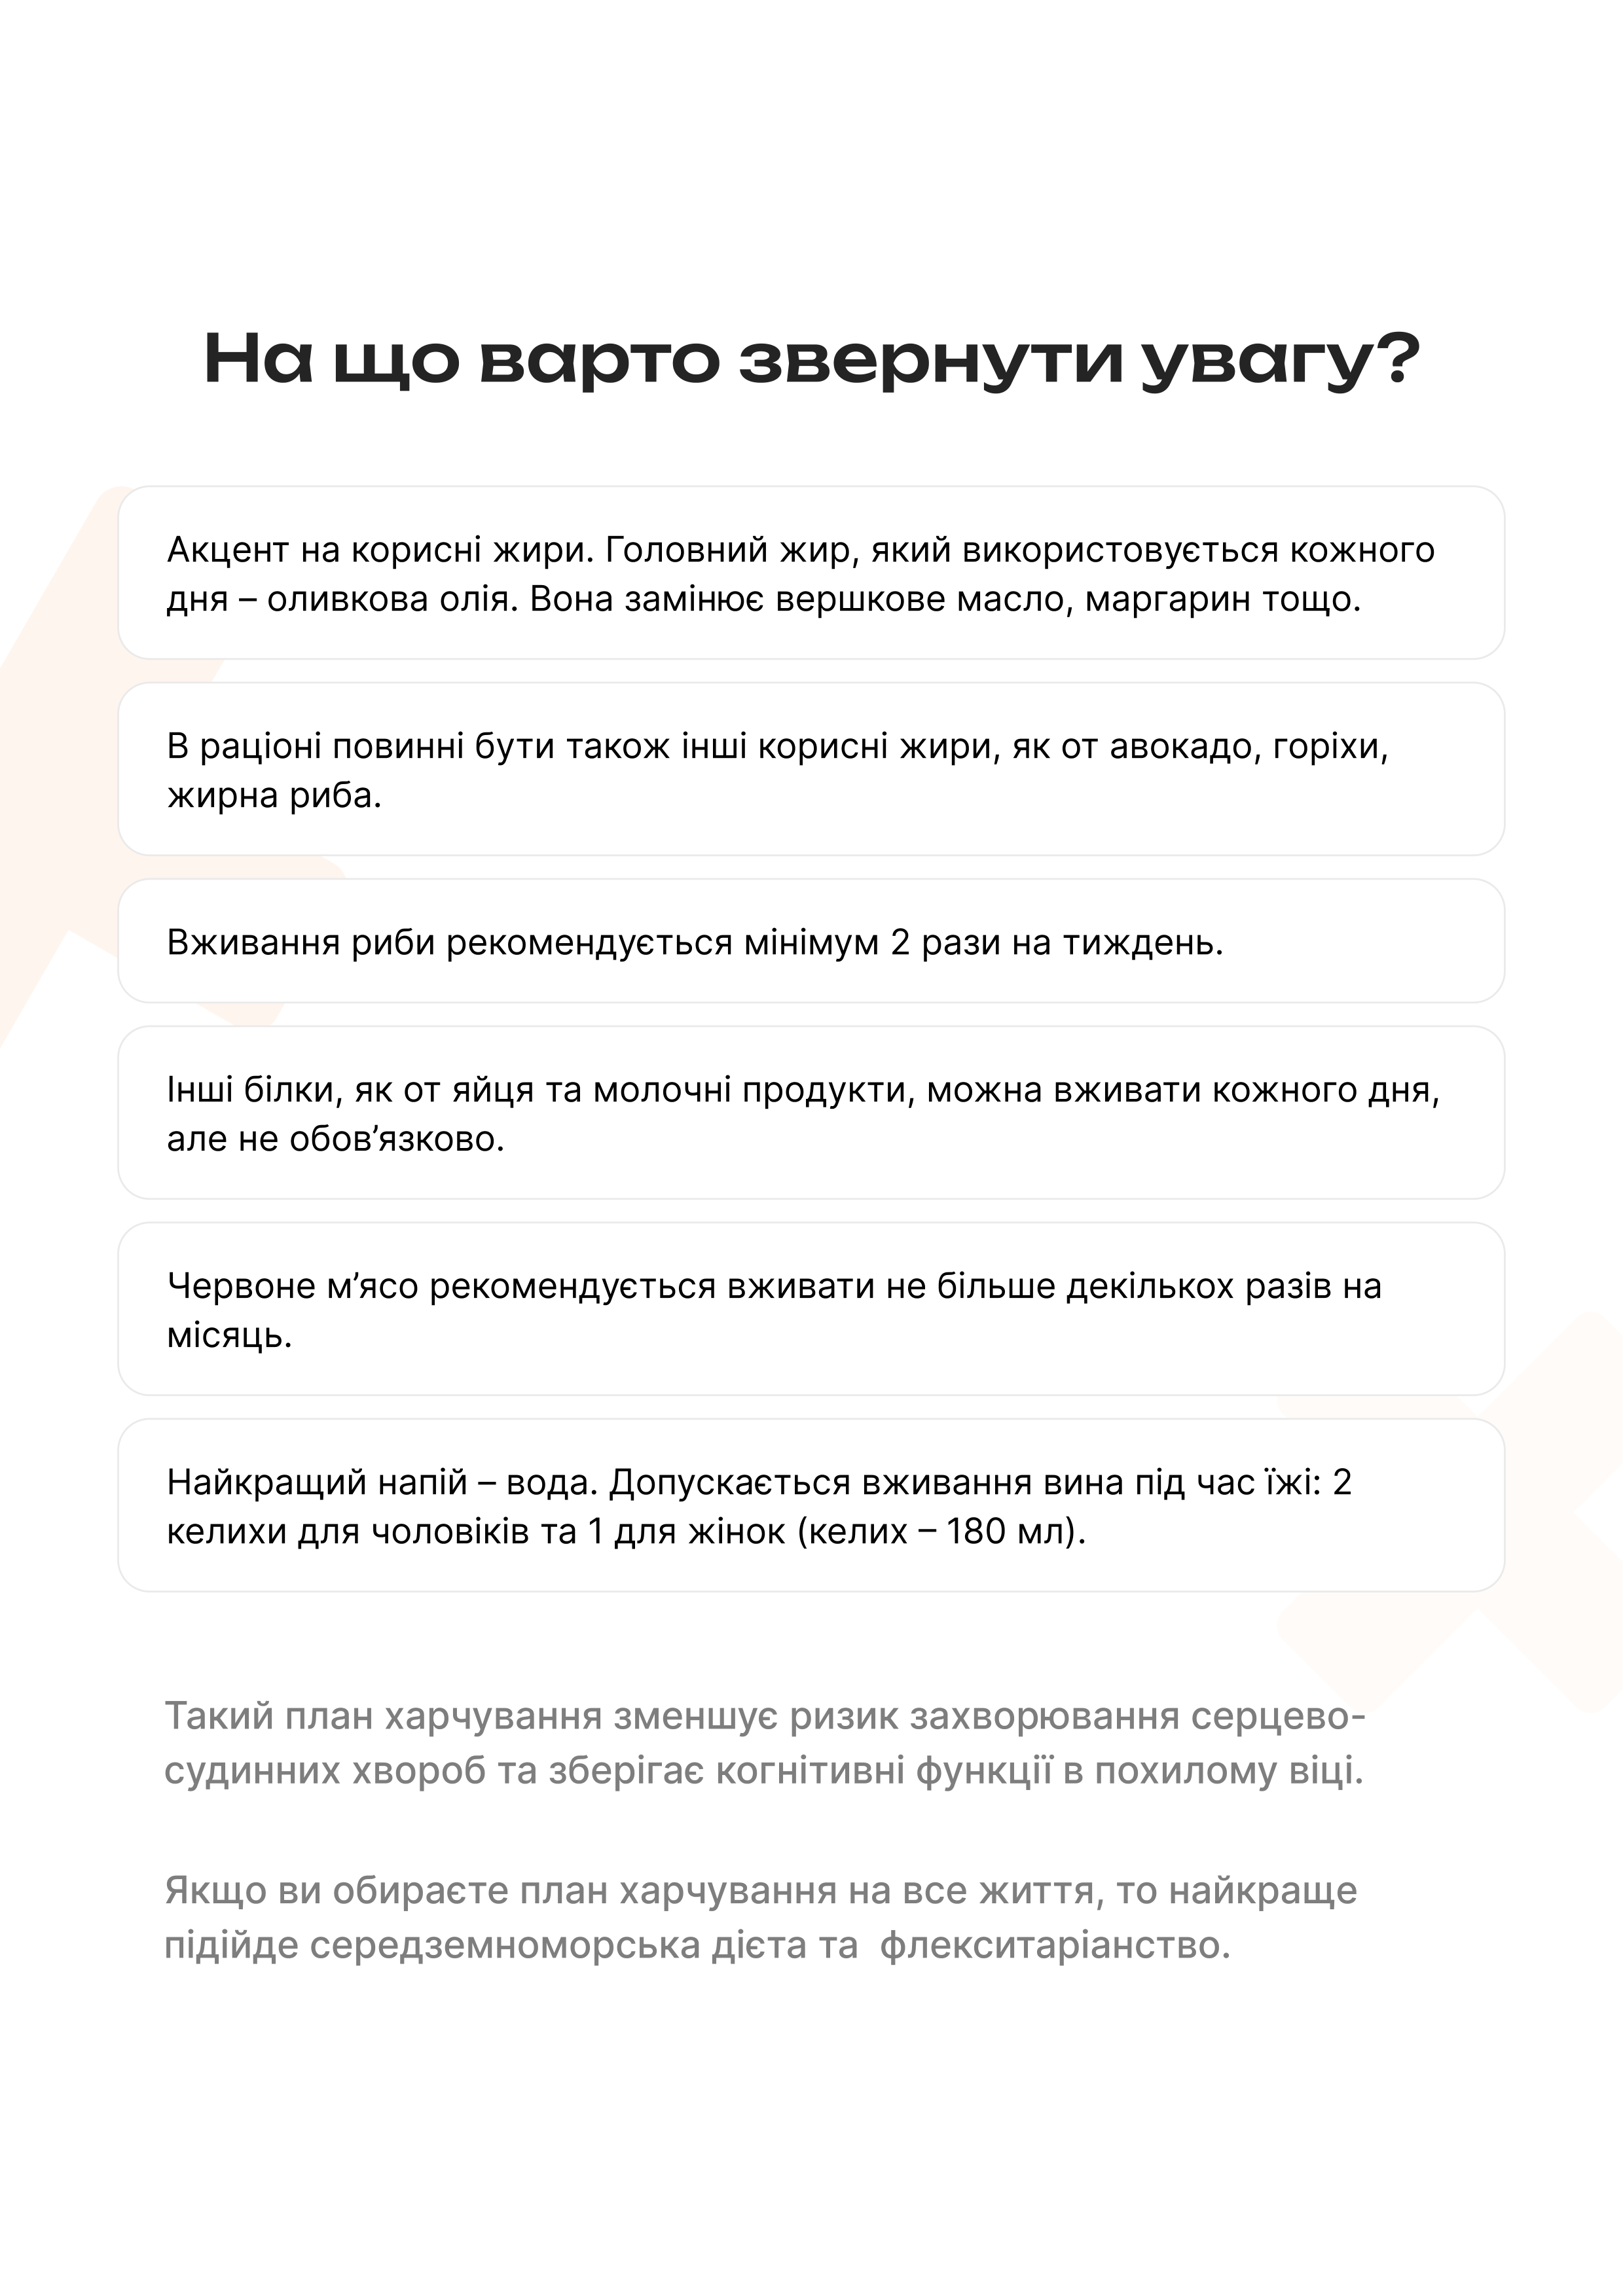 На що варто звернути увагу?
Акцент на корисні жири. Головний жир, який використовується кожного
дня – оливкова олія. Вона замінює вершкове масло, маргарин тощо.
В раціоні повинні бути також інші корисні жири, як от авокадо, горіхи,
жирна риба.
Вживання риби рекомендується мінімум 2 рази на тиждень.
Інші білки, як от яйця та молочні продукти, можна вживати кожного дня,
але не обов’язково.
Червоне м’ясо рекомендується вживати не більше декількох разів на
місяць.
Найкращий напій – вода. Допускається вживання вина під час їжі: 2
келихи для чоловіків та 1 для жінок (келих – 180 мл).
Такий план харчування зменшує ризик захворювання серцево-
судинних хвороб та зберігає когнітивні функції в похилому віці.
Якщо ви обираєте план харчування на все життя, то найкраще
підійде середземноморська дієта та  флекситаріанство.